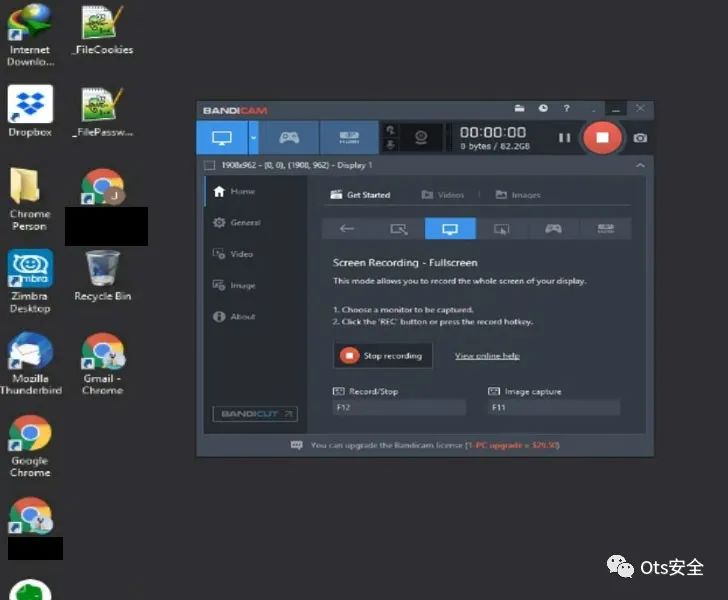 Internet
Downlo...
_FileCookies
Dropbox
_FilePassw...
Chrome
Person
J
Zimbra
Desktop
Recycle Bin
Mozilla
Thunderbird
Gmail -
Chrome
Google
Chrome
BANDICAM
?
00:00:00
0 bytes / 82.2GB
1908x962 - (0, 0), (1908, 962) - Display 1
Home
General
Video
Image
About
BANDICUT
Get Started
Videos
Images
Screen Recording - Fullscreen
This mode allows you to record the whole screen of your display.
1. Choose a monitor to be captured.
2. Click the 'REC' button or press the record hotkey.
Stop recording
View online help
Record/Stop
F12
Image capture
F11
You can upgrade the Bandicam license (1-PC upgrade = $29.50)
Ots安全